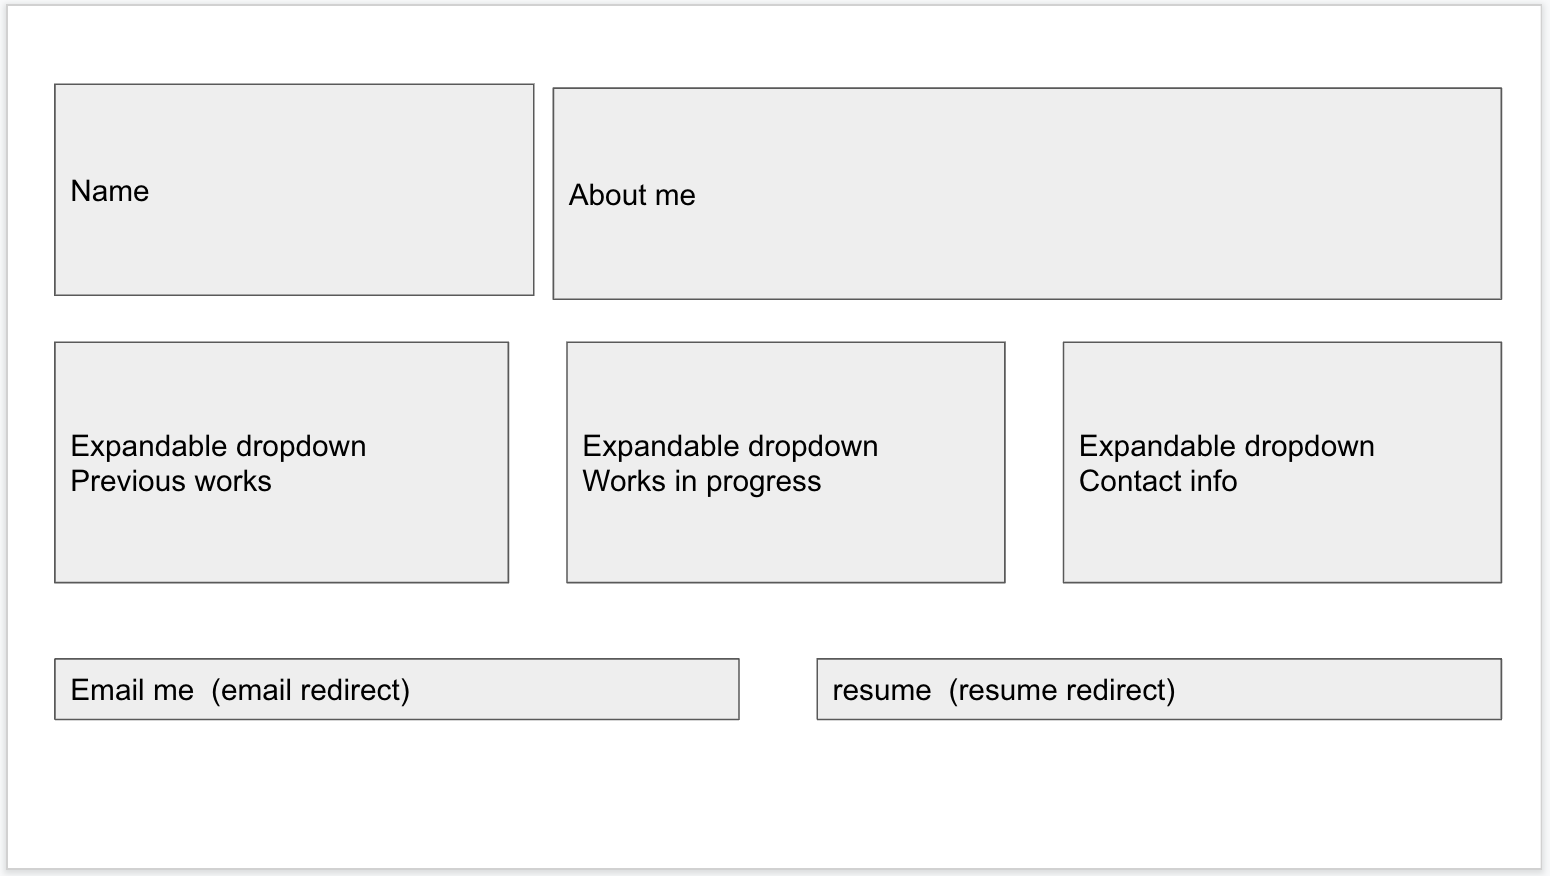 Name
About me
Expandable dropdown
Previous works
Expandable dropdown
Works in progress
Expandable dropdown
Contact info
Email me  (email redirect)
resume  (resume redirect)